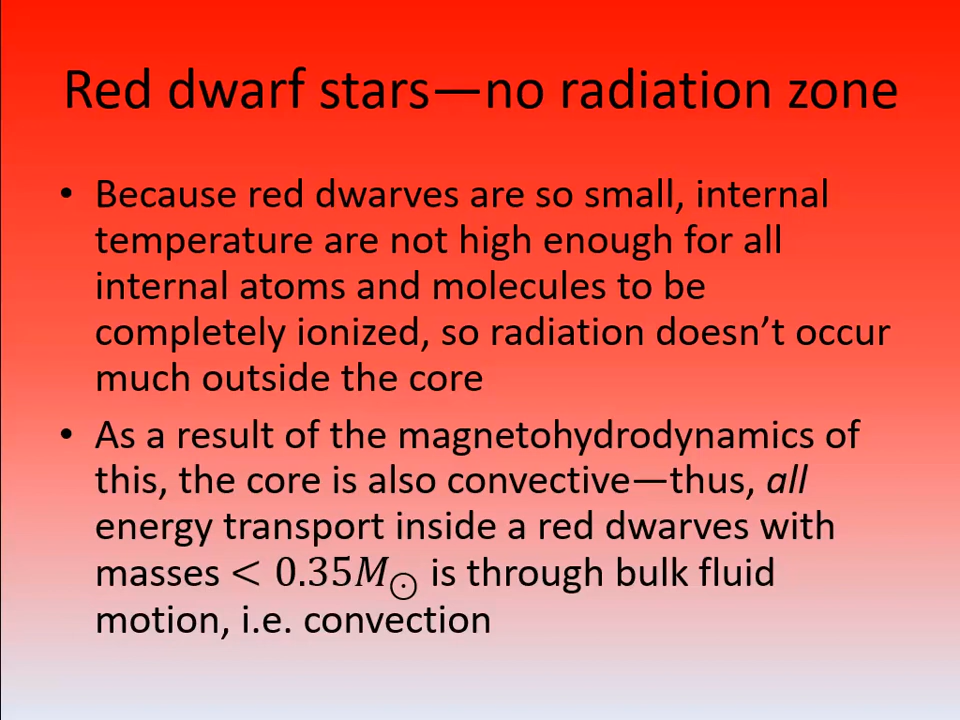 Red dwarf stars—no radiation zone
• Because red dwarves are so small, internal
temperature are not high enough for all
internal atoms and molecules to be
completely ionized, so radiation doesn’t occur
much outside the core
• As a result of the magnetohydrodynamics of
this, the core is also convective—thus, all
energy transport inside a red dwarves with
masses < 0.35M☉ is through bulk fluid
motion, i.e. convection